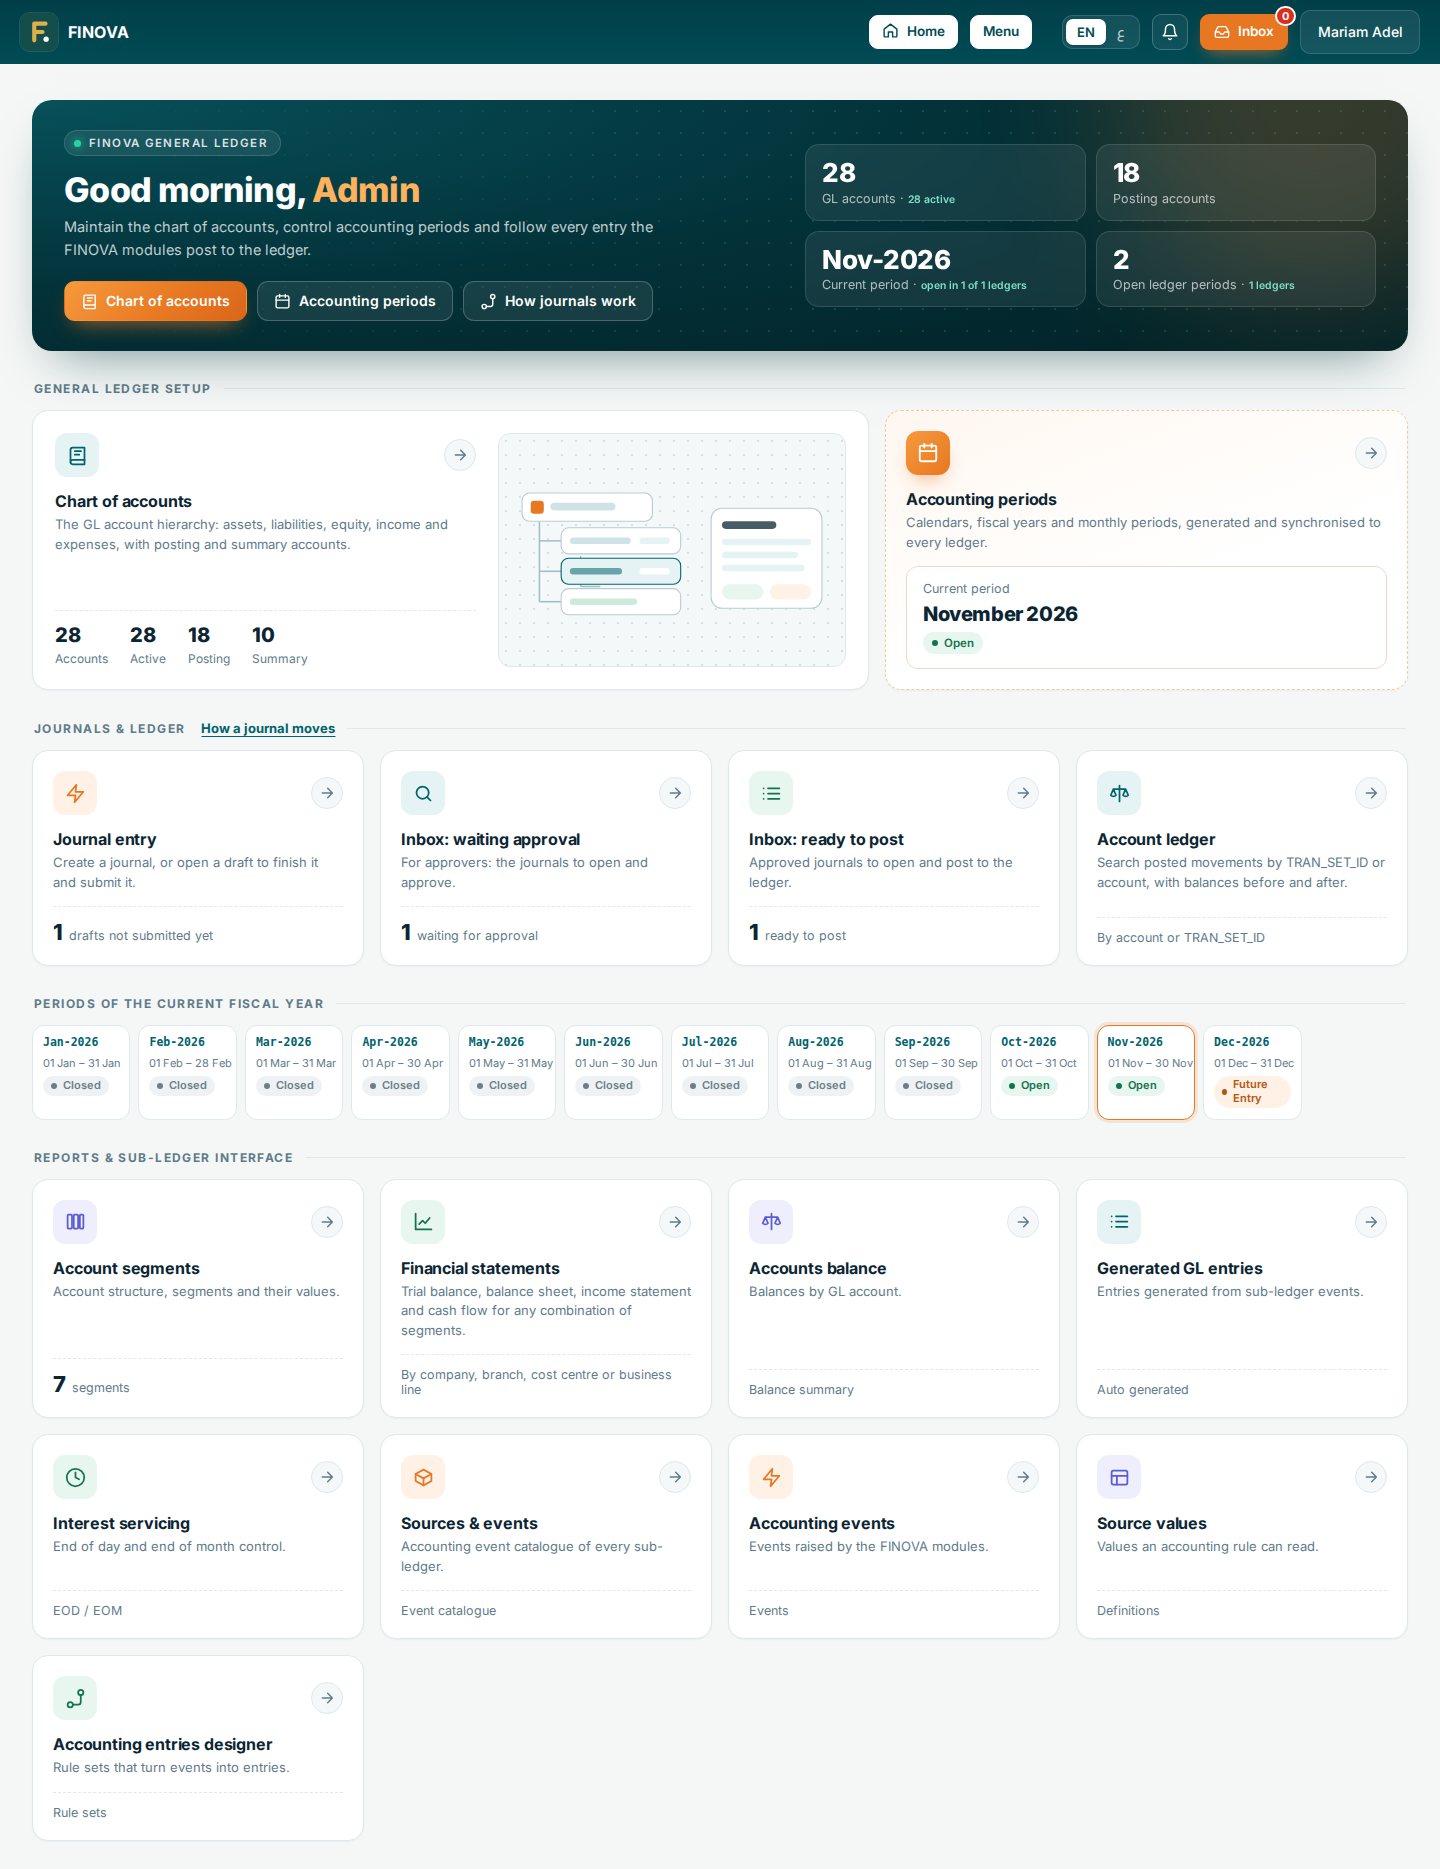 FINOVA
Home
Menu
EN
ع
Inbox
0
Mariam Adel
FINOVA GENERAL LEDGER
Good morning, Admin
Maintain the chart of accounts, control accounting periods and follow every entry the
FINOVA modules post to the ledger.
Chart of accounts
Accounting periods
How journals work
28
GL accounts · 28 active
18
Posting accounts
Nov-2026
Current period · open in 1 of 1 ledgers
2
Open ledger periods · 1 ledgers
GENERAL LEDGER SETUP
Chart of accounts
The GL account hierarchy: assets, liabilities, equity, income and
expenses, with posting and summary accounts.
28
Accounts
28
Active
18
Posting
10
Summary
Accounting periods
Calendars, fiscal years and monthly periods, generated and synchronised to
every ledger.
Current period
November 2026
Open
JOURNALS & LEDGER
How a journal moves
Journal entry
Create a journal, or open a draft to finish it
and submit it.
1 drafts not submitted yet
Inbox: waiting approval
For approvers: the journals to open and
approve.
1 waiting for approval
Inbox: ready to post
Approved journals to open and post to the
ledger.
1 ready to post
Account ledger
Search posted movements by TRAN_SET_ID or
account, with balances before and after.
By account or TRAN_SET_ID
PERIODS OF THE CURRENT FISCAL YEAR
Jan-2026
01 Jan – 31 Jan
Closed
Feb-2026
01 Feb – 28 Feb
Closed
Mar-2026
01 Mar – 31 Mar
Closed
Apr-2026
01 Apr – 30 Apr
Closed
May-2026
01 May – 31 May
Closed
Jun-2026
01 Jun – 30 Jun
Closed
Jul-2026
01 Jul – 31 Jul
Closed
Aug-2026
01 Aug – 31 Aug
Closed
Sep-2026
01 Sep – 30 Sep
Closed
Oct-2026
01 Oct – 31 Oct
Open
Nov-2026
01 Nov – 30 Nov
Open
Dec-2026
01 Dec – 31 Dec
Future
Entry
REPORTS & SUB-LEDGER INTERFACE
Account segments
Account structure, segments and their values.
7 segments
Financial statements
Trial balance, balance sheet, income statement
and cash flow for any combination of
segments.
By company, branch, cost centre or business
line
Accounts balance
Balances by GL account.
Balance summary
Generated GL entries
Entries generated from sub-ledger events.
Auto generated
Interest servicing
End of day and end of month control.
EOD / EOM
Sources & events
Accounting event catalogue of every sub-
ledger.
Event catalogue
Accounting events
Events raised by the FINOVA modules.
Events
Source values
Values an accounting rule can read.
Definitions
Accounting entries designer
Rule sets that turn events into entries.
Rule sets